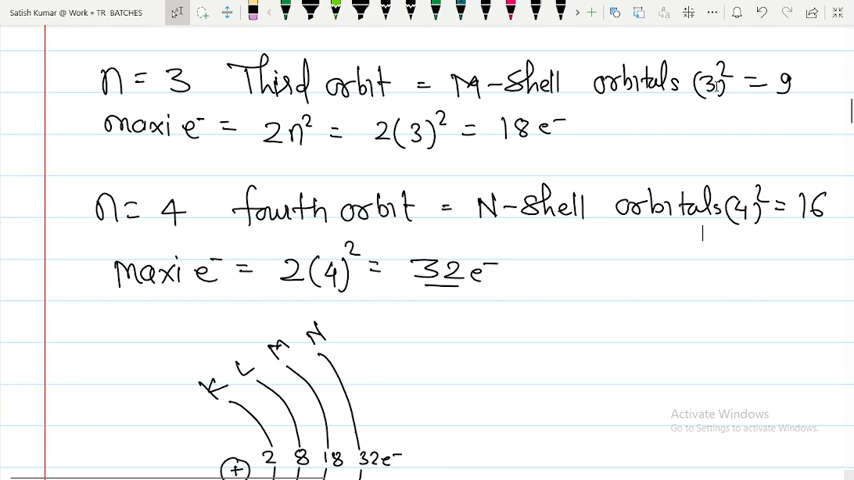 Satish Kumar @ Work » TR BATCHES
n = 3 Third orbit = M-Shell orbitals (3)² = 9
maxi e⁻ = 2n² = 2(3)² = 18e⁻
n = 4 fourth orbit = N-Shell orbitals (4)² = 16
maxi e⁻ = 2(4)² = 32e⁻
K L M N
Activate Windows
Go to Settings to activate Windows.
+ 2 8 18 32e⁻